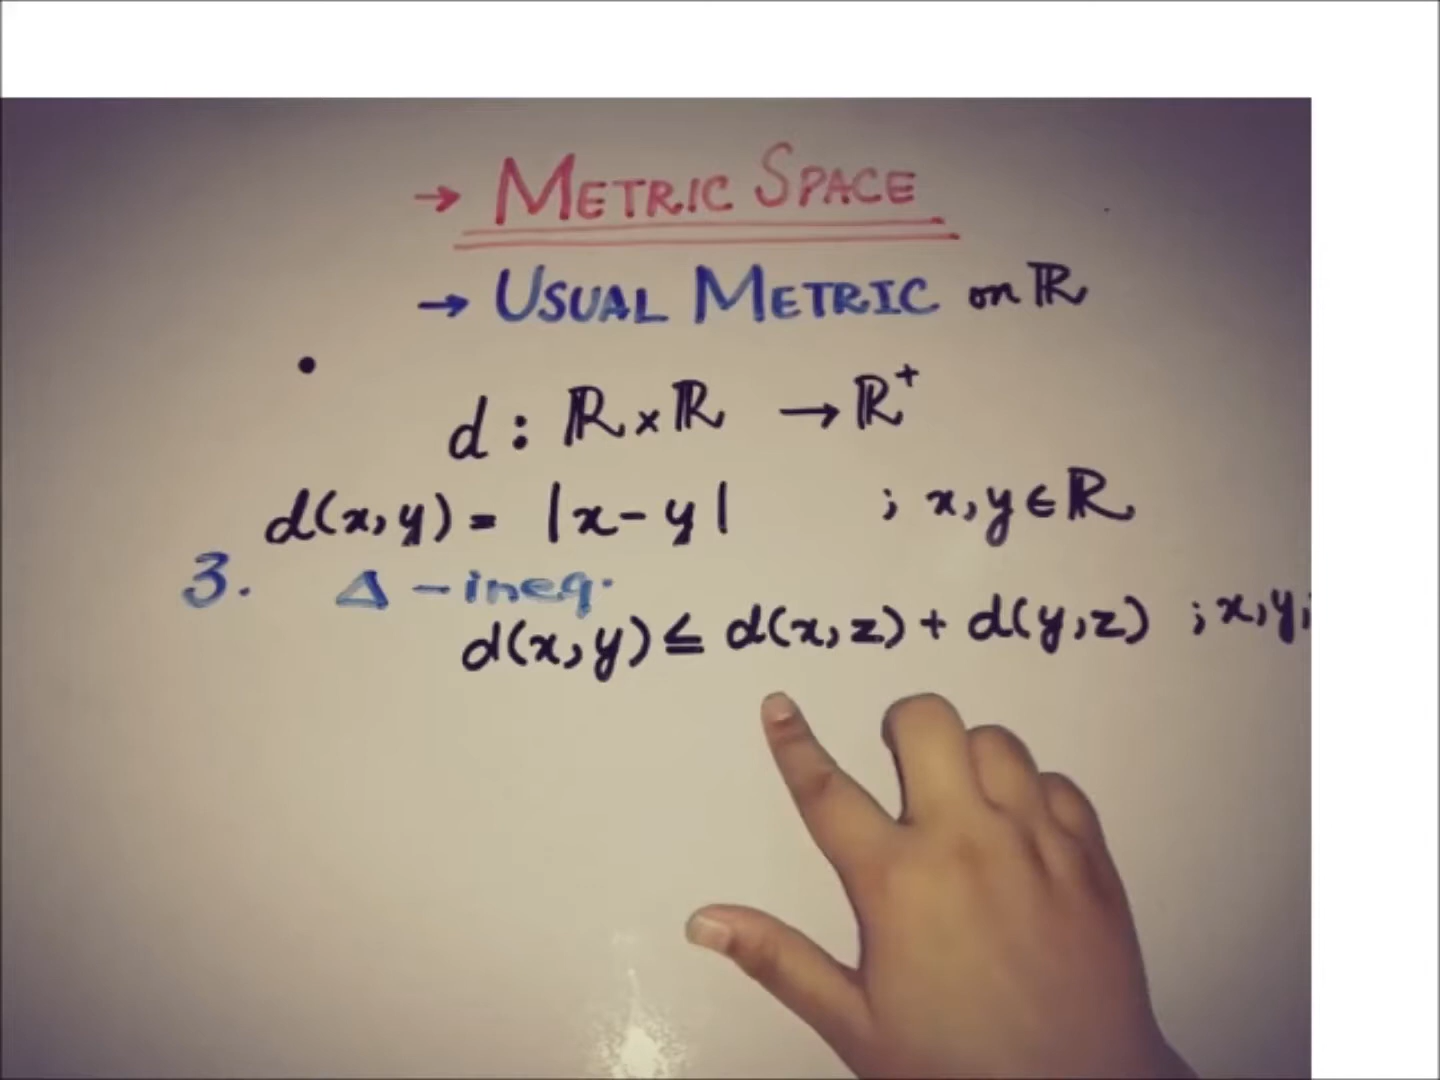 → METRIC SPACE
→ USUAL METRIC on ℝ
• d : ℝ × ℝ → ℝ⁺
d(x,y) = |x - y| ; x, y ∈ ℝ
3. Δ - ineq.
d(x,y) ≤ d(x,z) + d(y,z) ; x, y,